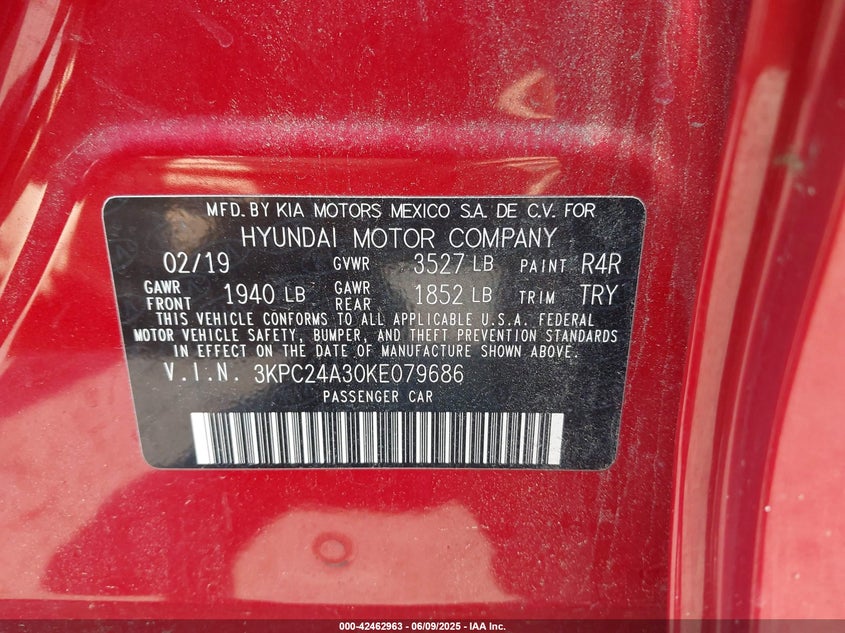 MFD. BY KIA MOTORS MEXICO S.A. DE C.V. FOR
HYUNDAI MOTOR COMPANY
02/19 GVWR 3527 LB PAINT R4R
GAWR FRONT 1940 LB GAWR REAR 1852 LB TRIM TRY
THIS VEHICLE CONFORMS TO ALL APPLICABLE U.S.A. FEDERAL
MOTOR VEHICLE SAFETY, BUMPER, AND THEFT PREVENTION STANDARDS
IN EFFECT ON THE DATE OF MANUFACTURE SHOWN ABOVE.
V.I.N. 3KPC24A30KE079686
PASSENGER CAR
000-42462963 | 06/09/2025 - IAA Inc.